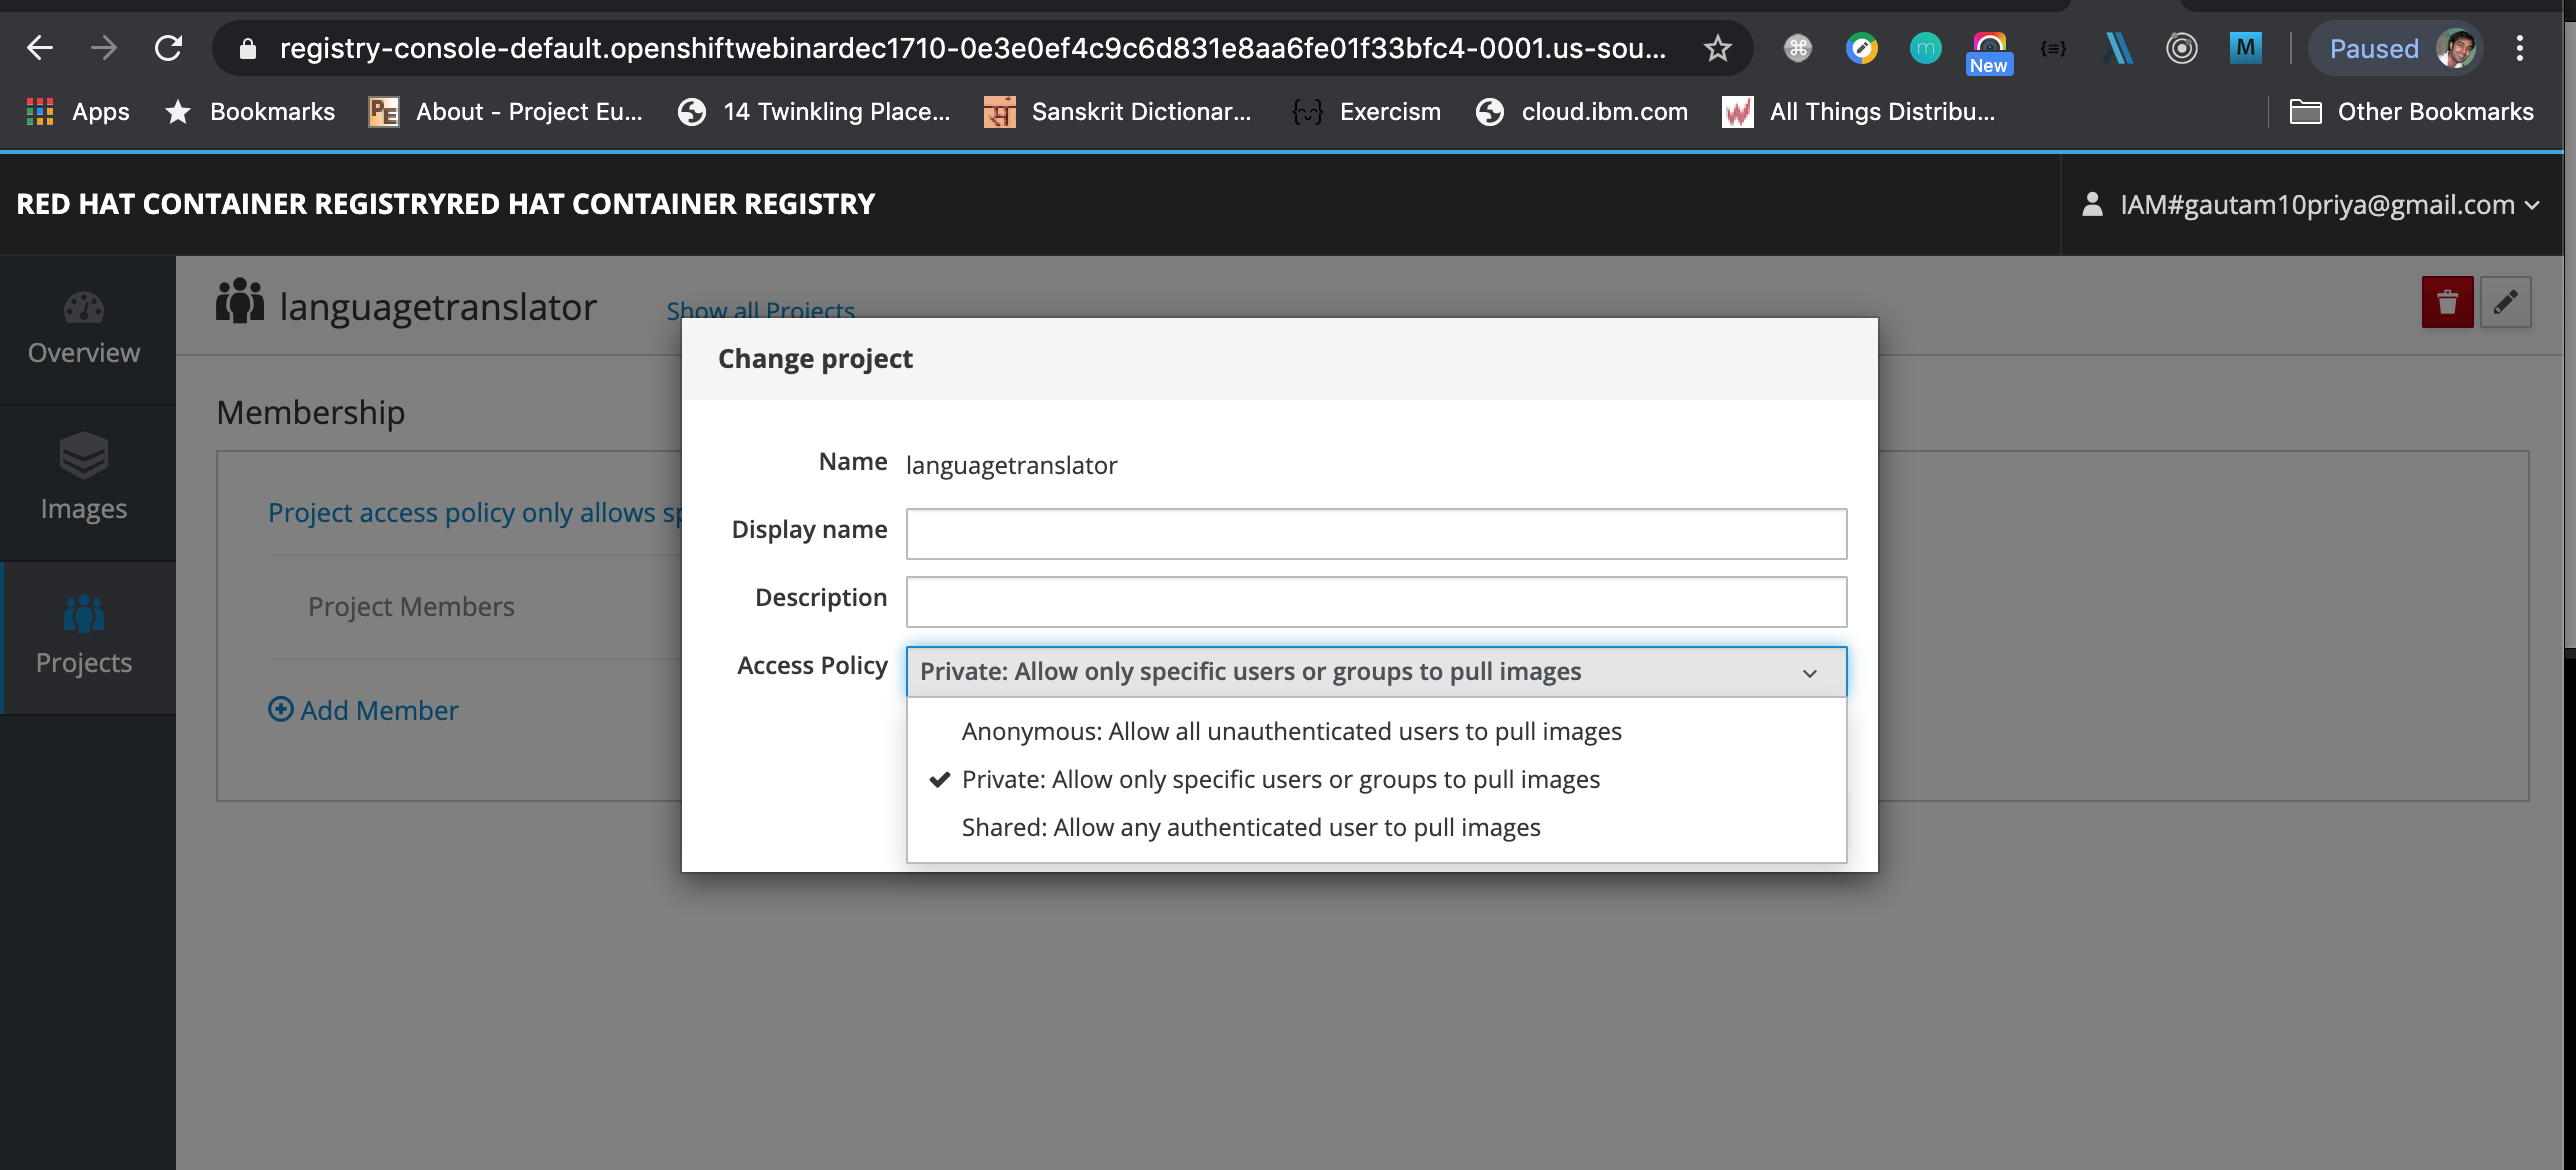 registry-console-default.openshiftwebinardec1710-0e3e0ef4c9c6d831e8aa6fe01f33bfc4-0001.us-sou...
New
M
Paused
Apps
Bookmarks
PE
About - Project Eu...
14 Twinkling Place...
सं
Sanskrit Dictionar...
Exercism
cloud.ibm.com
All Things Distribu...
Other Bookmarks
RED HAT CONTAINER REGISTRYRED HAT CONTAINER REGISTRY
IAM#gautam10priya@gmail.com
Overview
Images
Projects
languagetranslator
Show all Projects
Membership
Project access policy only allows sp
Project Members
Add Member
Change project
Name languagetranslator
Display name
Description
Access Policy Private: Allow only specific users or groups to pull images
Anonymous: Allow all unauthenticated users to pull images
Private: Allow only specific users or groups to pull images
Shared: Allow any authenticated user to pull images